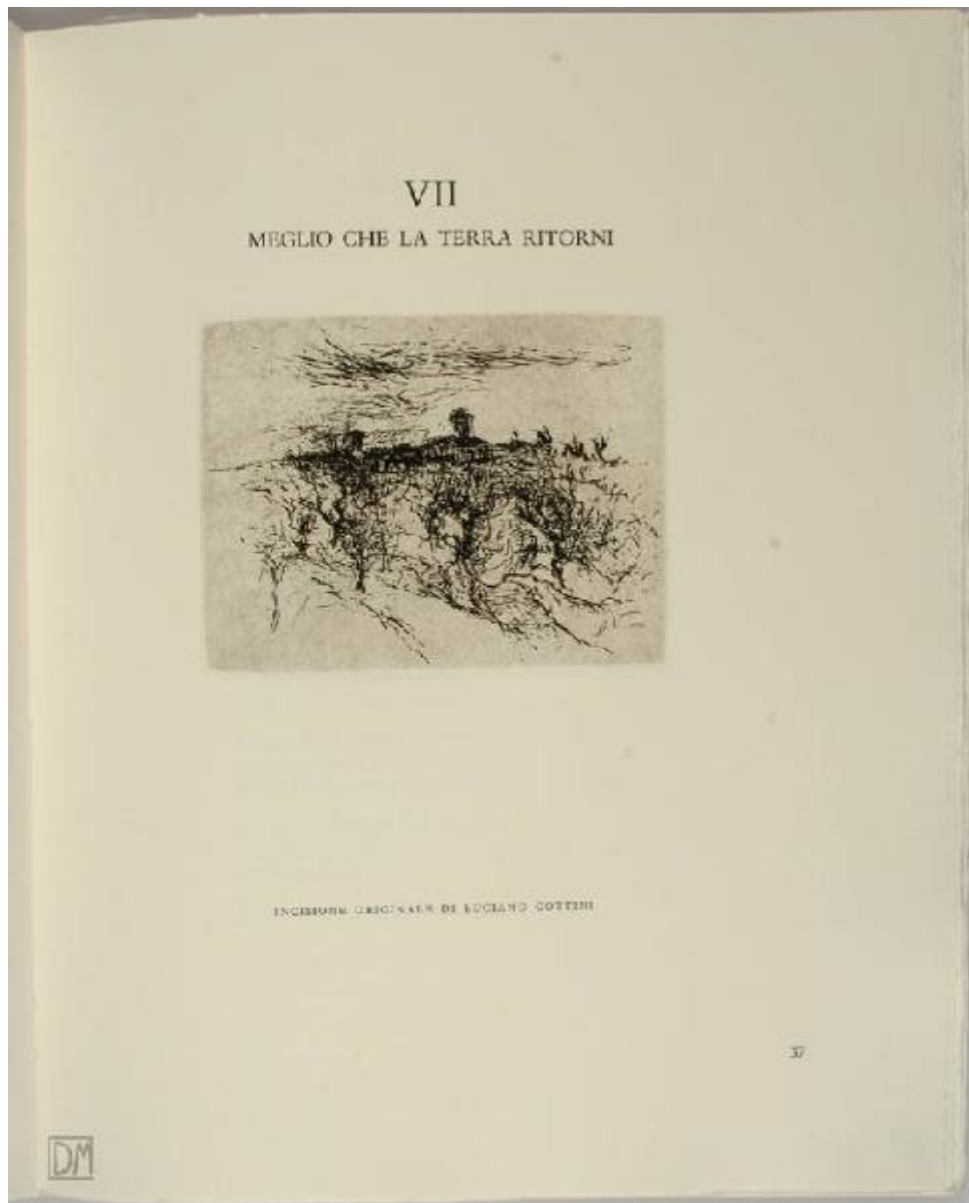 VII
MEGLIO CHE LA TERRA RITORNI
INCISIONE ORIGINALE DI LUCIANO COTTINI
37
DM